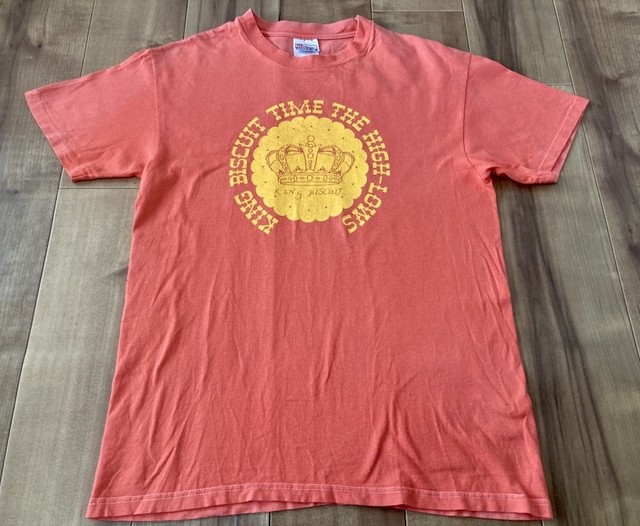 KING BISCUIT TIME THE HIGH-LOWS
KING BISCUIT